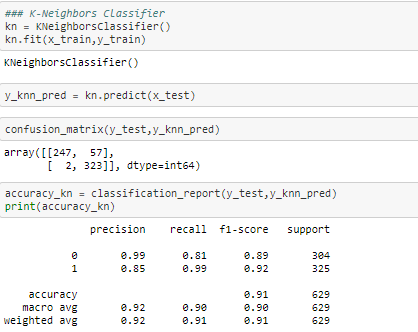 ### K-Neighbors Classifier
kn = KNeighborsClassifier()
kn.fit(x_train,y_train)
KNeighborsClassifier()
y_knn_pred = kn.predict(x_test)
confusion_matrix(y_test,y_knn_pred)
array([[247,  57],
       [  2, 323]], dtype=int64)
accuracy_kn = classification_report(y_test,y_knn_pred)
print(accuracy_kn)
              precision    recall  f1-score   support
           0       0.99      0.81      0.89       304
           1       0.85      0.99      0.92       325
    accuracy                           0.91       629
   macro avg       0.92      0.90      0.90       629
weighted avg       0.92      0.91      0.91       629